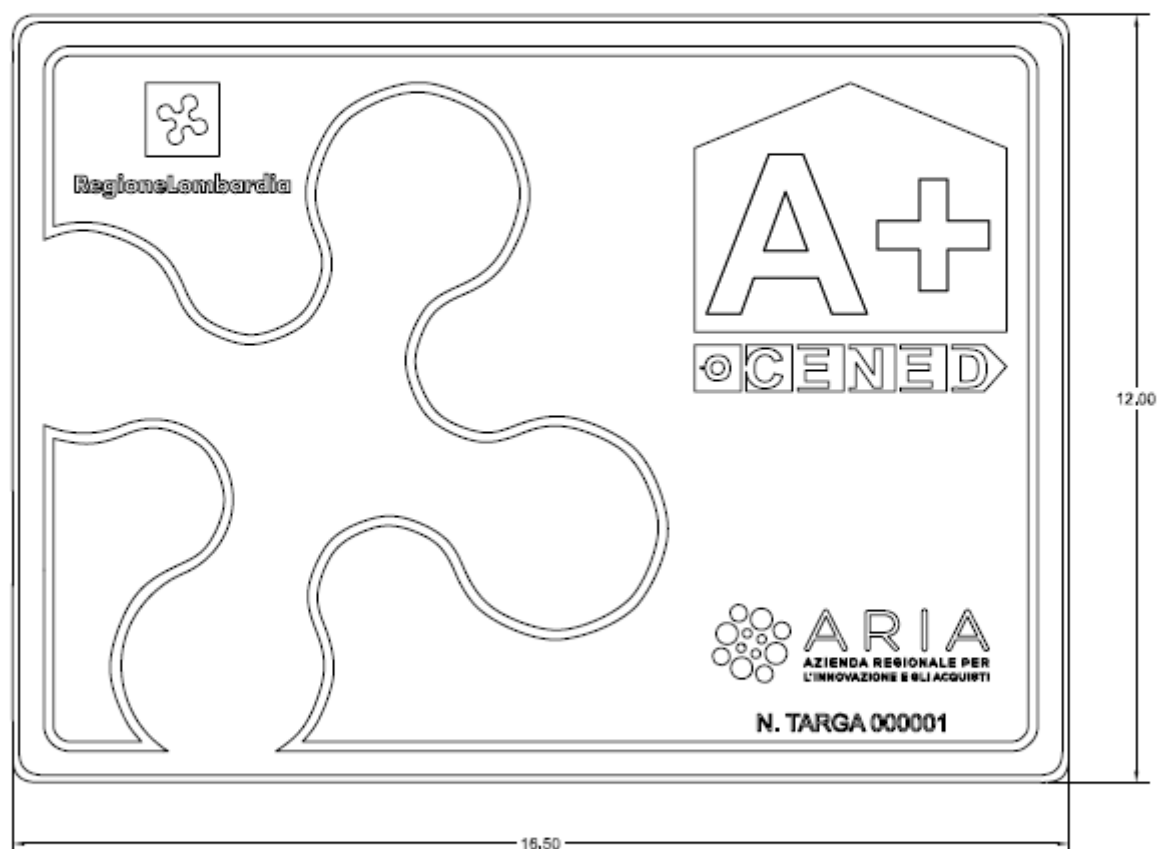 RegioneLombardia
A+
CENED
12.00
ARIA
AZIENDA REGIONALE PER
L'INNOVAZIONE E GLI ACQUISTI
N. TARGA 000001
16.50